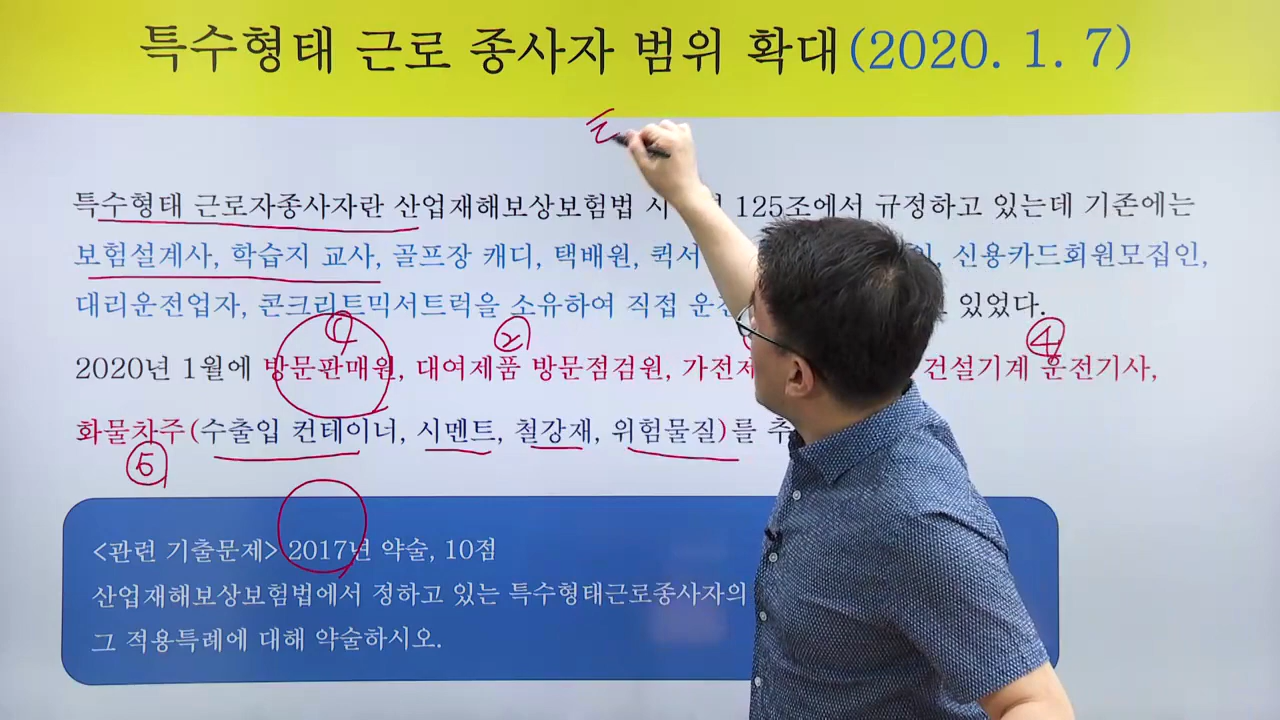 특수형태 근로 종사자 범위 확대(2020. 1. 7)
특수형태 근로자종사자란 산업재해보상보험법 시 125조에서 규정하고 있는데 기존에는
보험설계사, 학습지 교사, 골프장 캐디, 택배원, 퀵서 신용카드회원모집인,
대리운전업자, 콘크리트믹서트럭을 소유하여 직접 운 있었다.
① ② ④
2020년 1월에 방문판매원, 대여제품 방문점검원, 가전 건설기계 운전기사,
화물차주(수출입 컨테이너, 시멘트, 철강재, 위험물질)를 추
⑤
<관련 기출문제> 2017년 약술, 10점
산업재해보상보험법에서 정하고 있는 특수형태근로종사자의
그 적용특례에 대해 약술하시오.